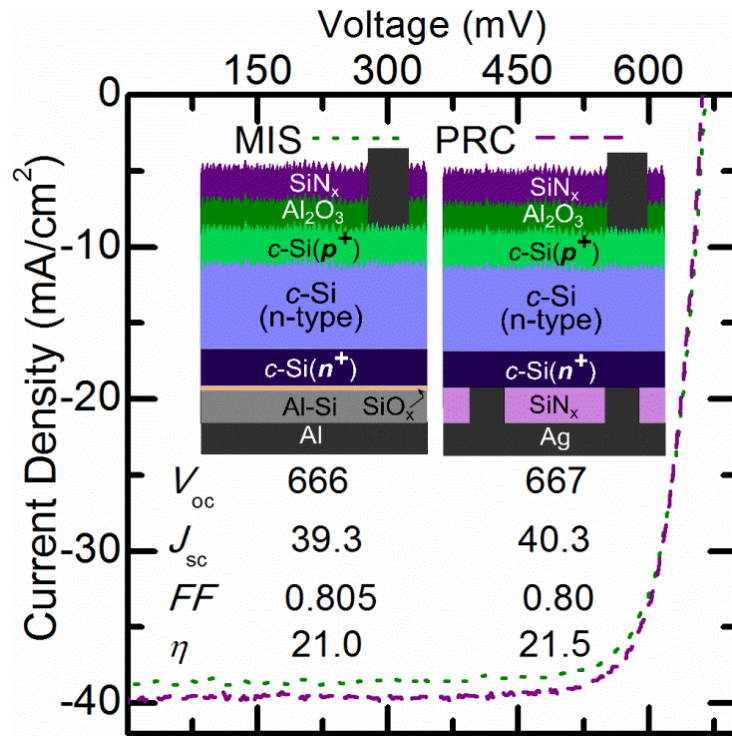 Voltage (mV)
150 300 450 600
0
MIS PRC
SiNₓ SiNₓ
Al₂O₃ Al₂O₃
-10
c-Si(p⁺) c-Si(p⁺)
c-Si c-Si
(n-type) (n-type)
c-Si(n⁺) c-Si(n⁺)
-20
Al-Si SiOₓ SiNₓ
Al Ag
V_oc 666 667
J_sc 39.3 40.3
-30
FF 0.805 0.80
η 21.0 21.5
-40
Current Density (mA/cm²)